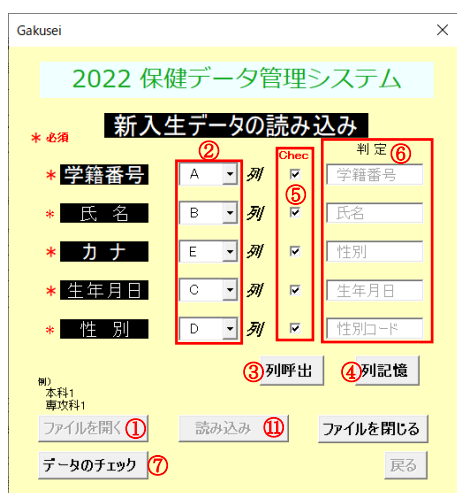 Gakusei
2022 保健データ管理システム
新入生データの読み込み
* 必須
② Chec 判定 ⑥
* 学籍番号 A 列 学籍番号
⑤
* 氏名 B 列 氏名
* カナ E 列 性別
* 生年月日 C 列 生年月日
* 性別 D 列 性別コード
③ 列呼出 ④ 列記憶
例)
本科1
専攻科1
ファイルを開く ① 読み込み ⑪ ファイルを閉じる
データのチェック ⑦ 戻る